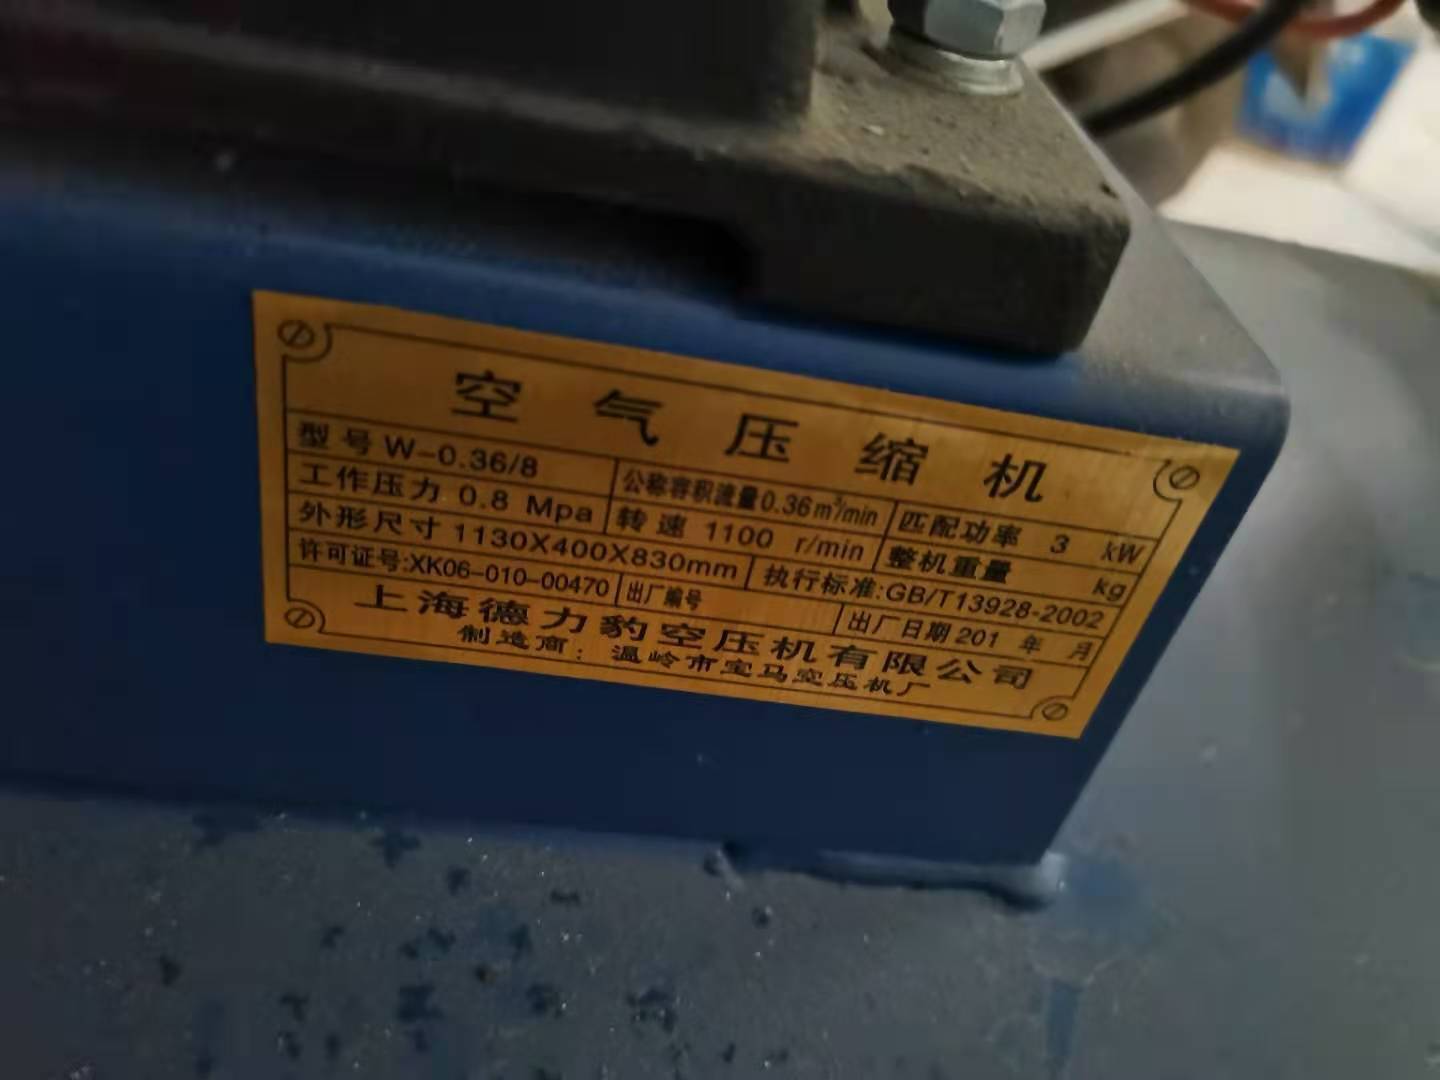 空气压缩机
型号 W-0.36/8 公称容积流量0.36m³/min 匹配功率 3 kW
工作压力 0.8 Mpa 转速 1100 r/min 整机重量 kg
外形尺寸 1130X400X830mm 执行标准:GB/T13928-2002
许可证号:XK06-010-00470 出厂编号 出厂日期 201 年 月
上海德力豹空压机有限公司
制造商：温岭市宝马空压机厂